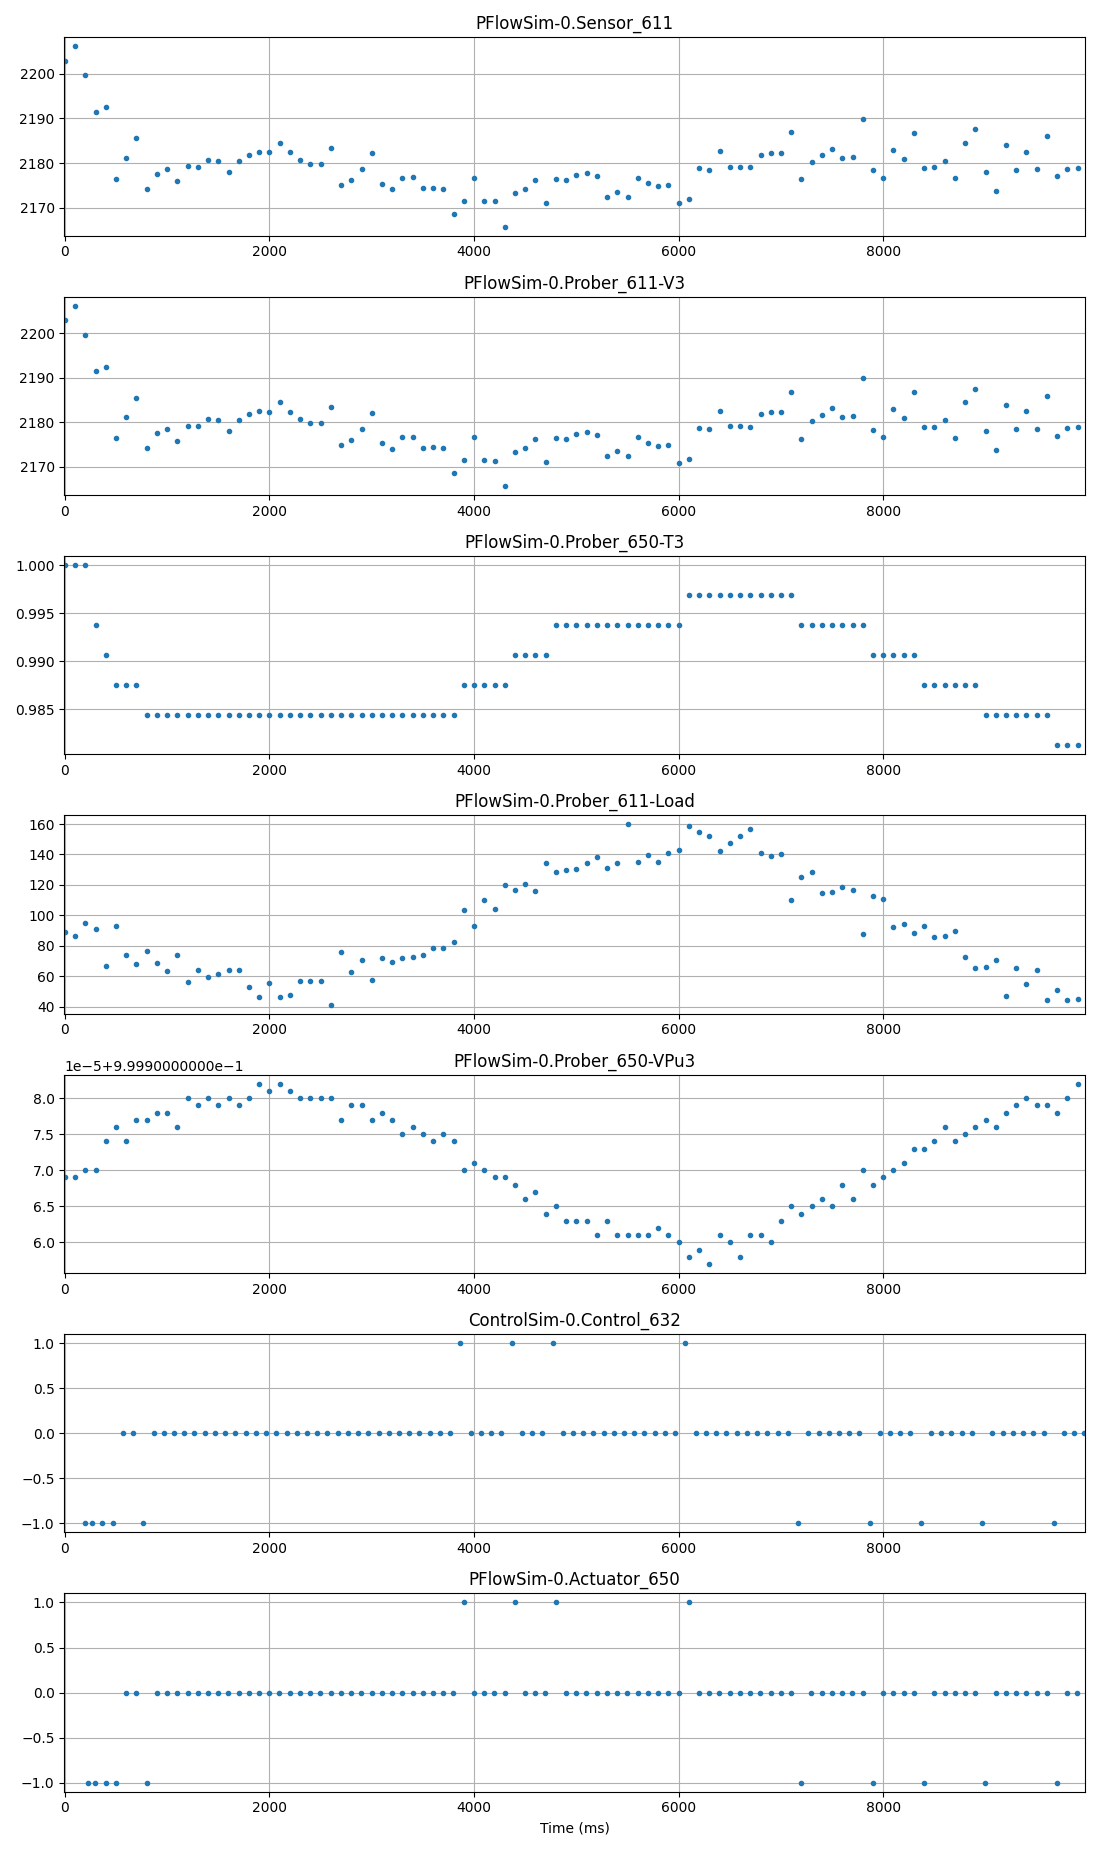 PFlowSim-0.Sensor_611
2200
2190
2180
2170
0 2000 4000 6000 8000
PFlowSim-0.Prober_611-V3
2200
2190
2180
2170
0 2000 4000 6000 8000
PFlowSim-0.Prober_650-T3
1.000
0.995
0.990
0.985
0 2000 4000 6000 8000
PFlowSim-0.Prober_611-Load
160
140
120
100
80
60
40
0 2000 4000 6000 8000
1e−5+9.9990000000e−1
PFlowSim-0.Prober_650-VPu3
8.0
7.5
7.0
6.5
6.0
0 2000 4000 6000 8000
ControlSim-0.Control_632
1.0
0.5
0.0
−0.5
−1.0
0 2000 4000 6000 8000
PFlowSim-0.Actuator_650
1.0
0.5
0.0
−0.5
−1.0
0 2000 4000 6000 8000
Time (ms)